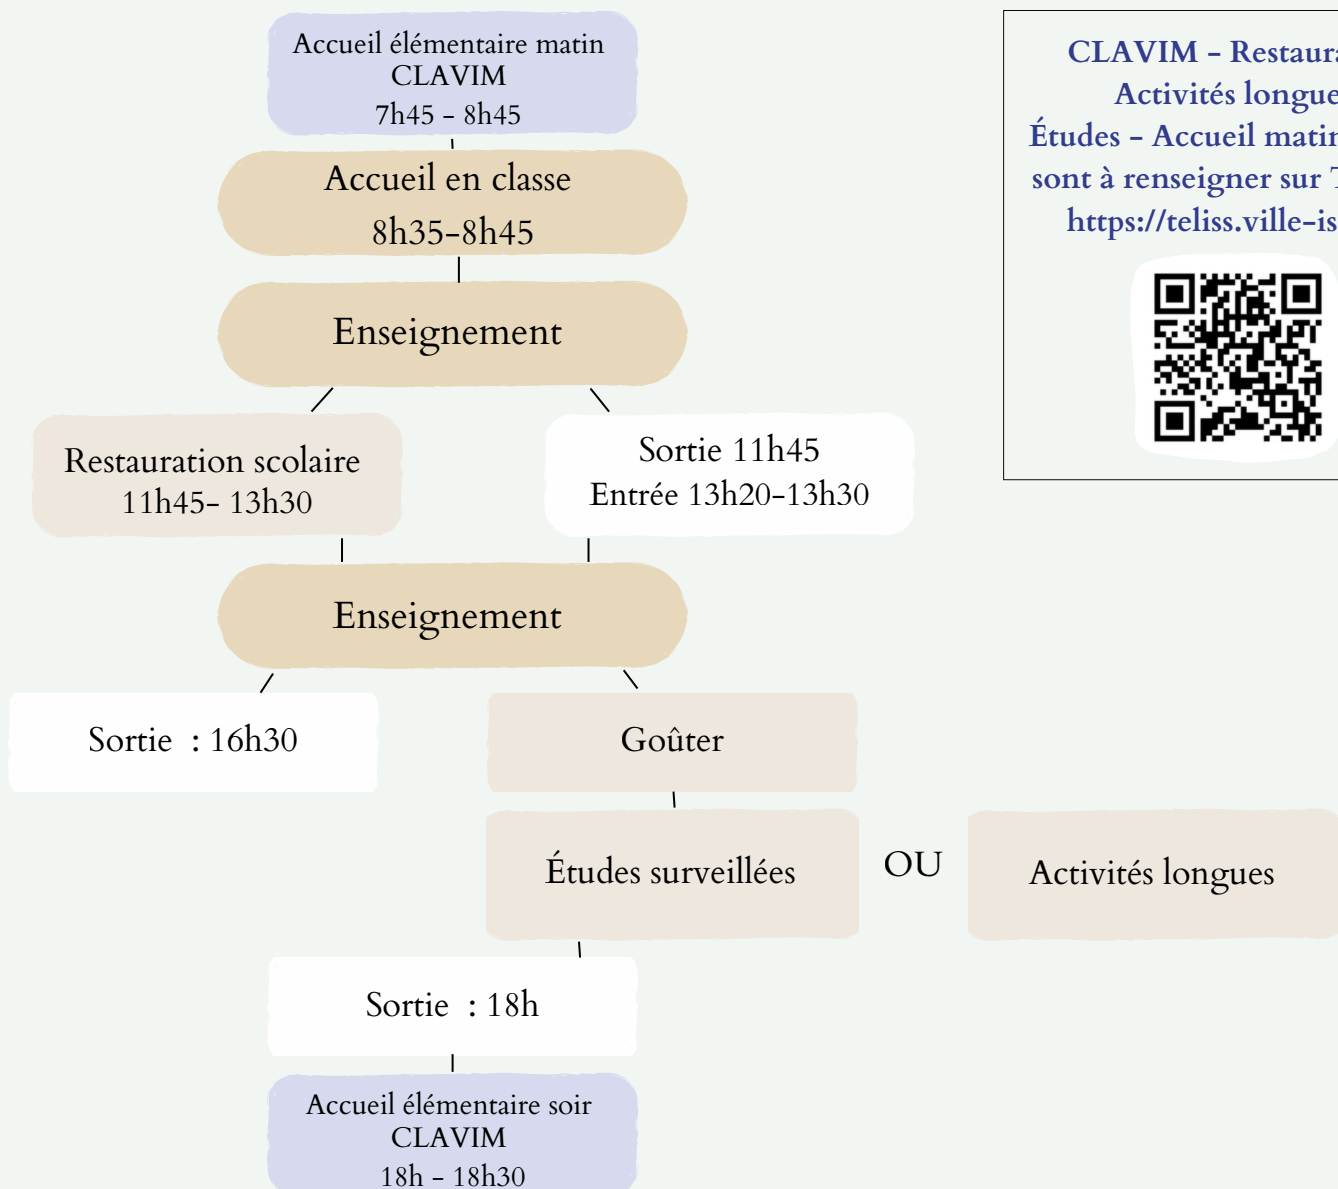 Accueil élémentaire matin
CLAVIM
7h45 - 8h45
Accueil en classe
8h35-8h45
Enseignement
Restauration scolaire
11h45- 13h30
Sortie 11h45
Entrée 13h20-13h30
Enseignement
Sortie : 16h30
Goûter
Études surveillées
OU
Activités longues
Sortie : 18h
Accueil élémentaire soir
CLAVIM
18h - 18h30
CLAVIM - 
Activités
Études - Accueil matin
sont à renseigner sur
https://teliss.ville-is